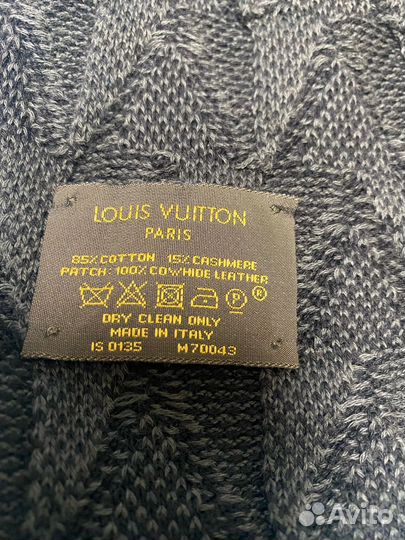 LOUIS VUITTON
PARIS
85% COTTON 15% CASHMERE
PATCH: 100% COWHIDE LEATHER
P ®
DRY CLEAN ONLY
MADE IN ITALY
IS 0135 M70043
Avito